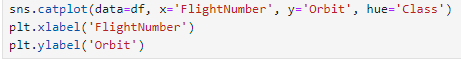 sns.catplot(data=df, x='FlightNumber', y='Orbit', hue='Class')
plt.xlabel('FlightNumber')
plt.ylabel('Orbit')